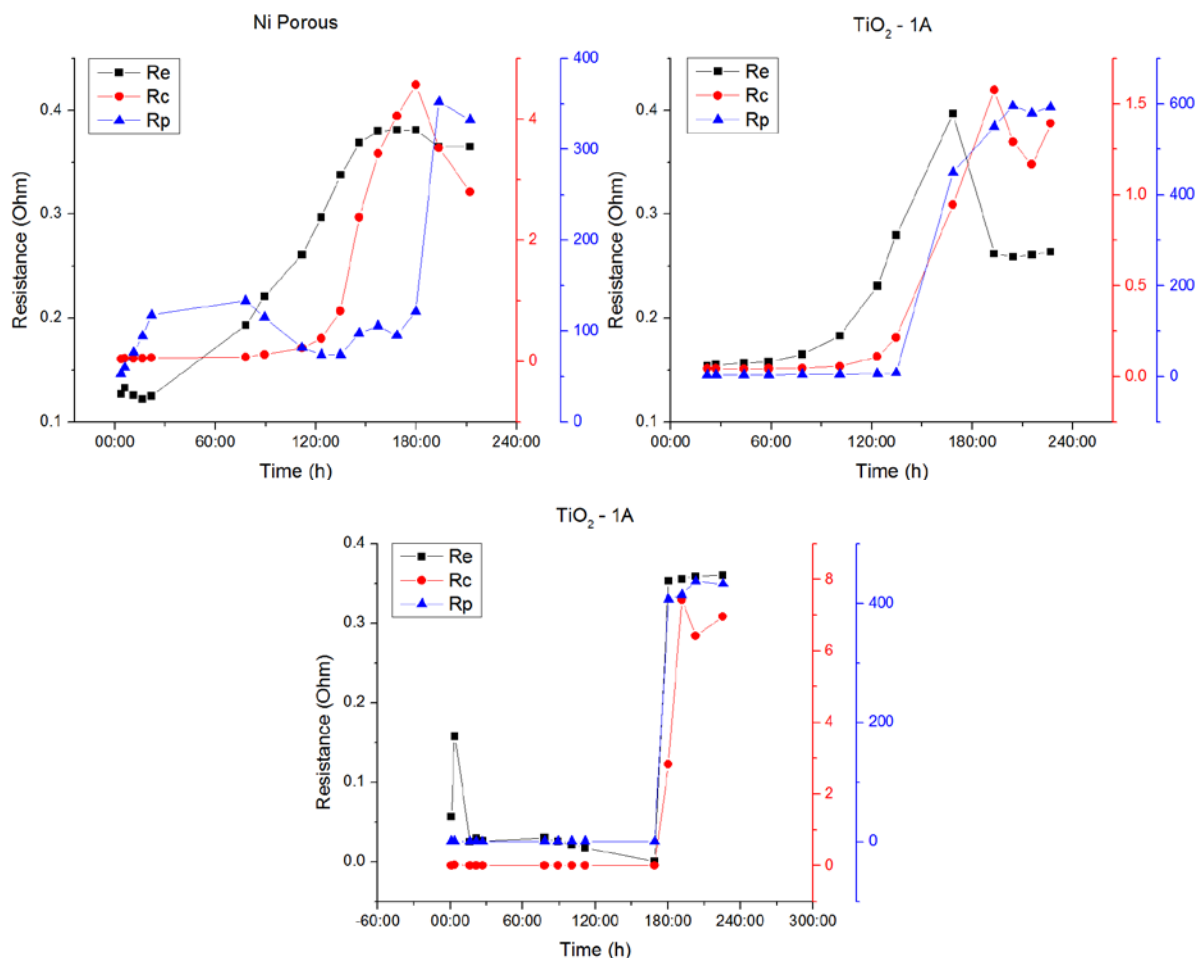 Ni Porous
Re
Rc
Rp
Resistance (Ohm)
0.4
0.3
0.2
0.1
4
2
0
400
300
200
100
0
00:00 60:00 120:00 180:00 240:00
Time (h)
TiO₂ - 1A
Re
Rc
Rp
Resistance (Ohm)
0.4
0.3
0.2
0.1
1.5
1.0
0.5
0.0
600
400
200
0
00:00 60:00 120:00 180:00 240:00
Time (h)
TiO₂ - 1A
Re
Rc
Rp
Resistance (Ohm)
0.4
0.3
0.2
0.1
0.0
8
6
4
2
0
400
200
0
-60:00 00:00 60:00 120:00 180:00 240:00 300:00
Time (h)